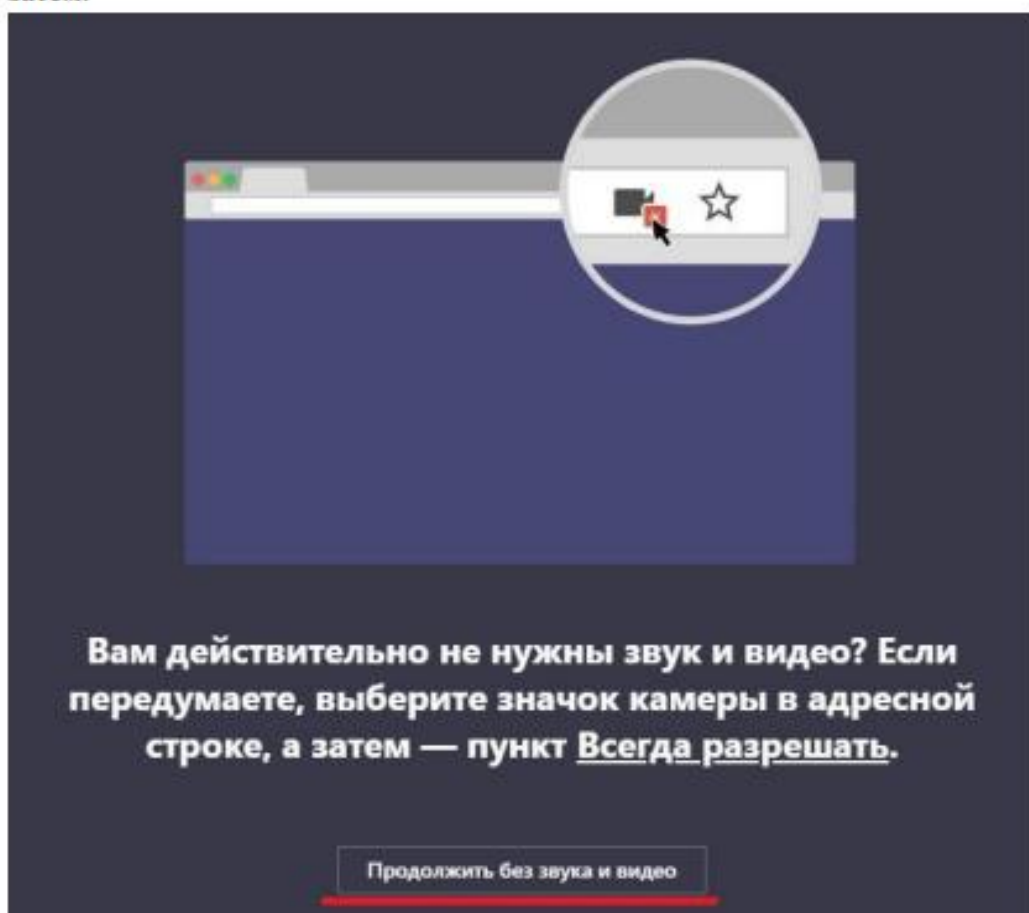 Вам действительно не нужны звук и видео? Если
передумаете, выберите значок камеры в адресной
строке, а затем — пункт Всегда разрешать.
Продолжить без звука и видео